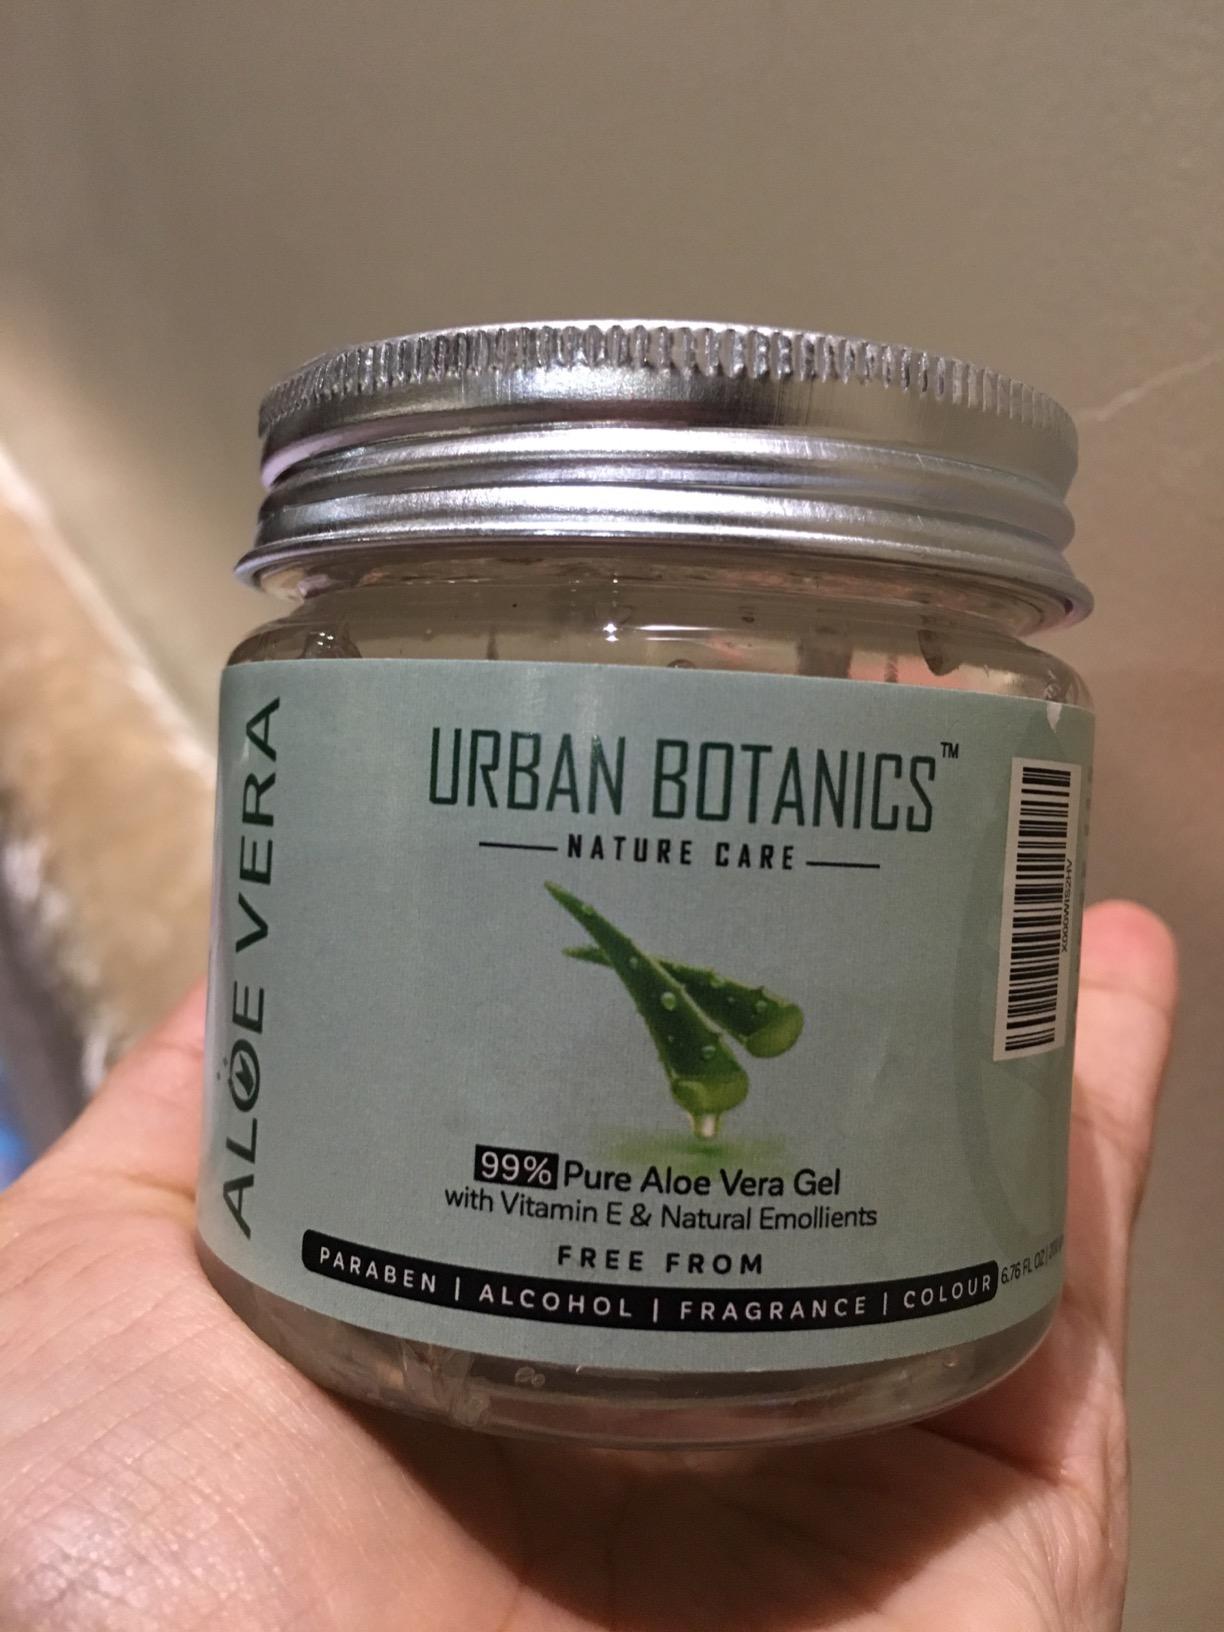 ALOE VERA
URBAN BOTANICS™
NATURE CARE
99% Pure Aloe Vera Gel
with Vitamin E & Natural Emollients
FREE FROM
PARABEN | ALCOHOL | FRAGRANCE | COLOUR
6.76 FL OZ |
X000WIS2HV